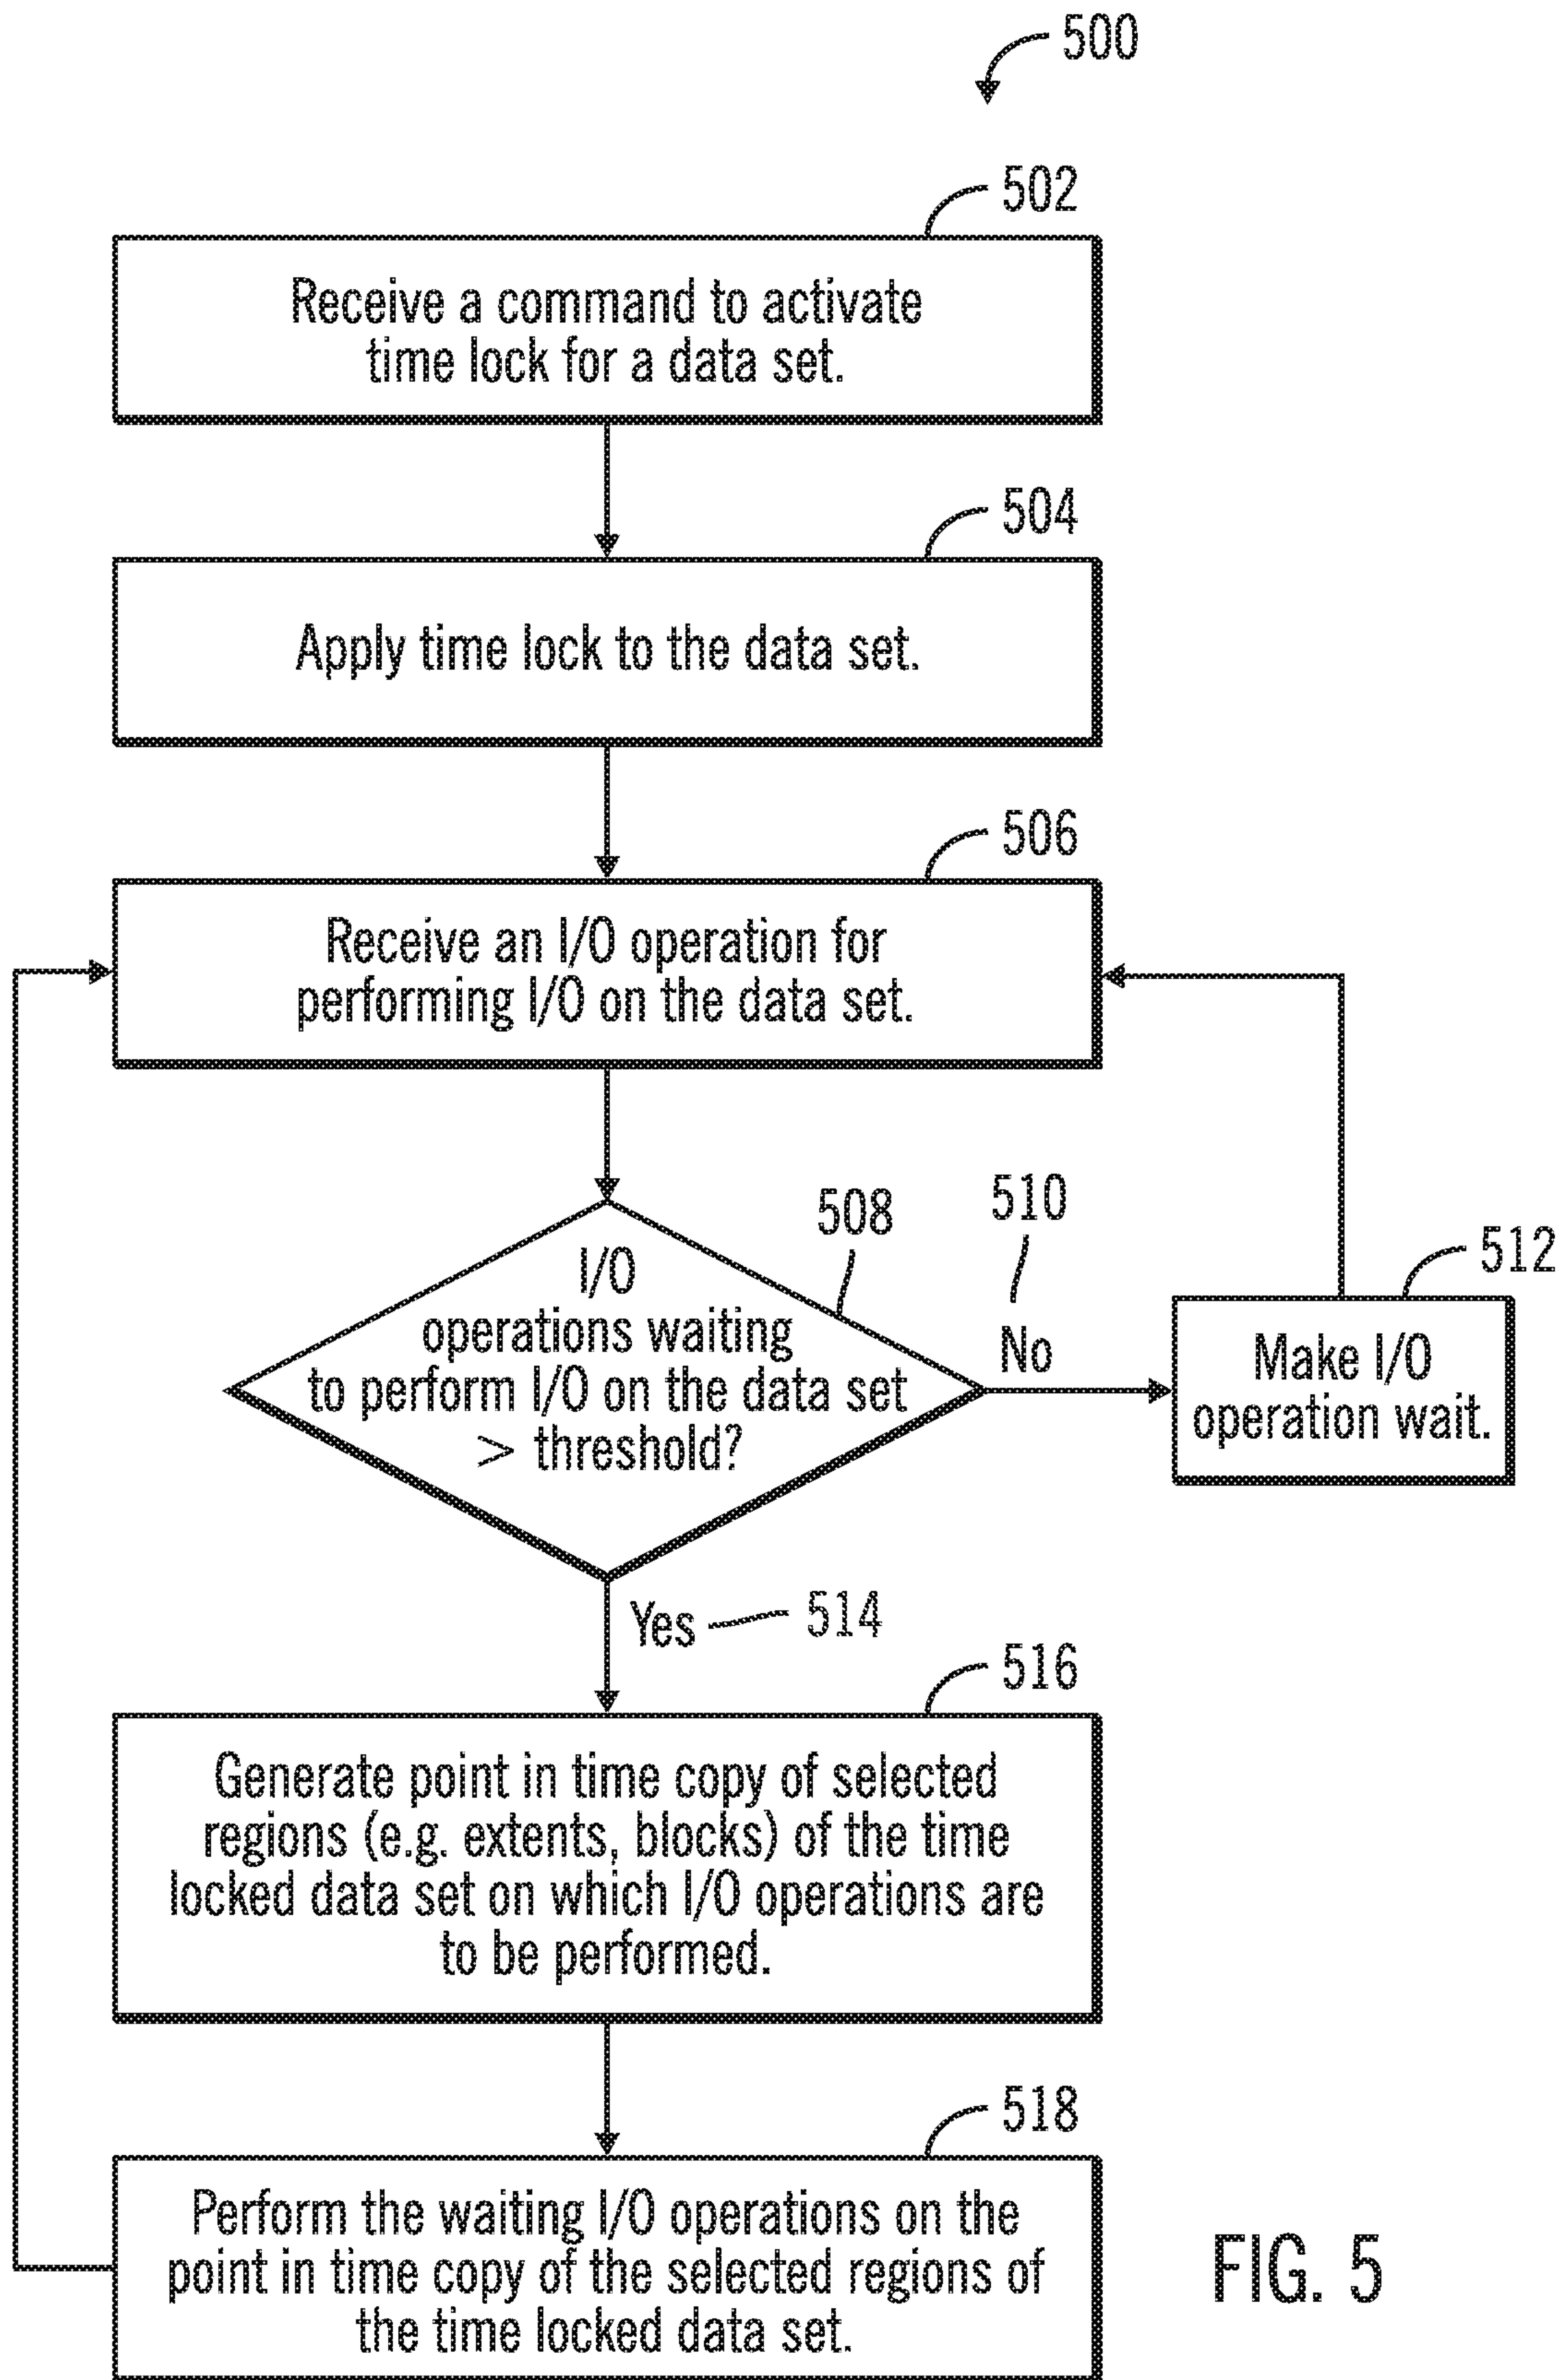 500
502
Receive a command to activate
time lock for a data set.
504
Apply time lock to the data set.
506
Receive an I/O operation for
performing I/O on the data set.
508
510
I/O
operations waiting
to perform I/O on the data set
> threshold?
No
512
Make I/O
operation wait.
Yes
514
516
Generate point in time copy of selected
regions (e.g. extents, blocks) of the time
locked data set on which I/O operations are
to be performed.
518
Perform the waiting I/O operations on the
point in time copy of the selected regions of
the time locked data set.
FIG. 5